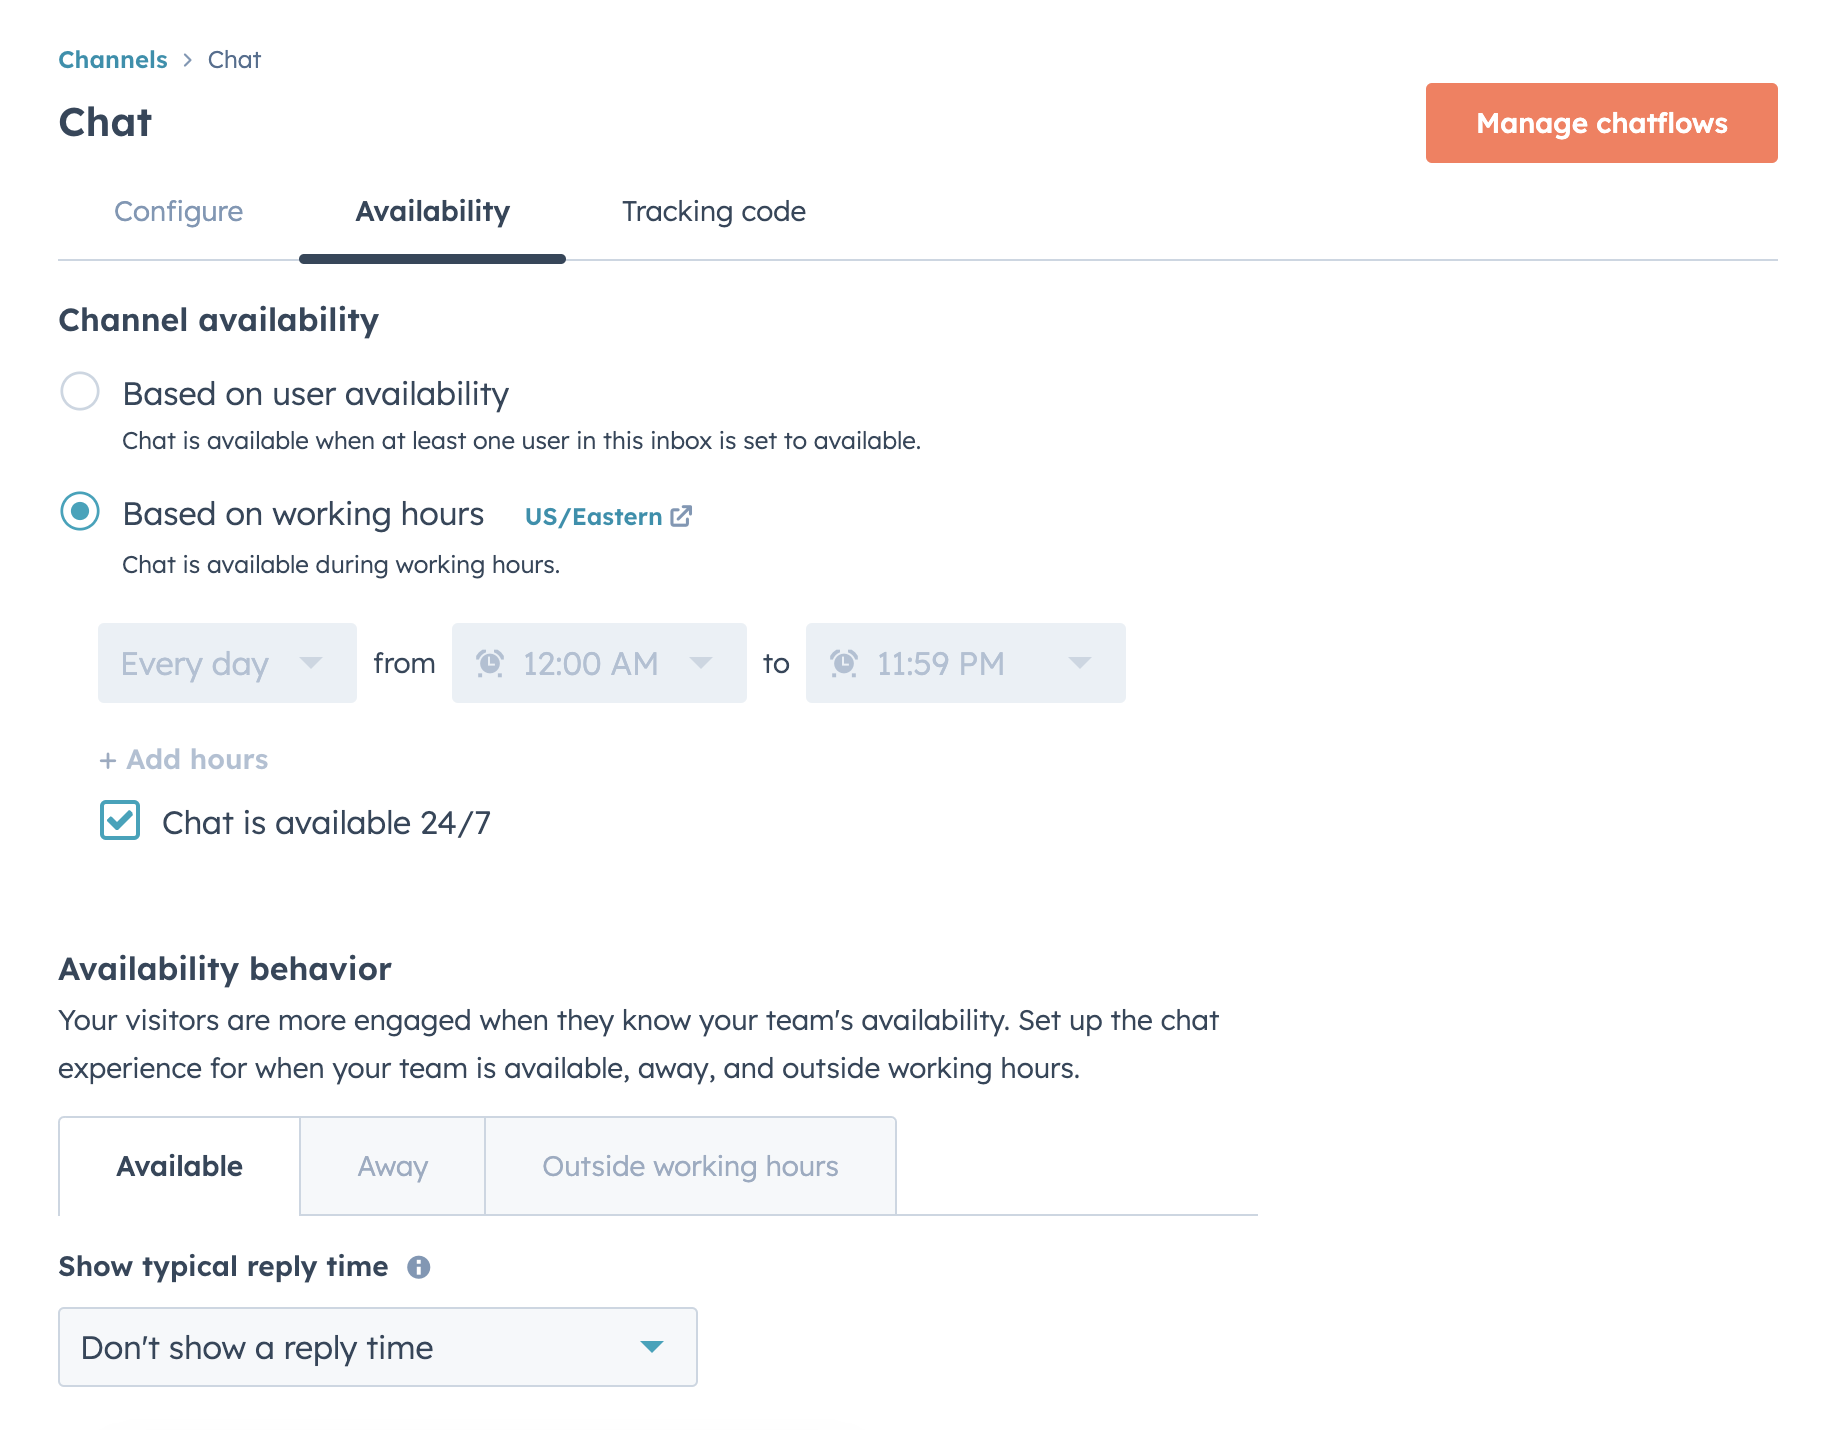 Channels > Chat
Chat
Manage chatflows
Configure
Availability
Tracking code
Channel availability
Based on user availability
Chat is available when at least one user in this inbox is set to available.
Based on working hours US/Eastern
Chat is available during working hours.
Every day from 12:00 AM to 11:59 PM
+ Add hours
Chat is available 24/7
Availability behavior
Your visitors are more engaged when they know your team's availability. Set up the chat
experience for when your team is available, away, and outside working hours.
Available
Away
Outside working hours
Show typical reply time
Don't show a reply time